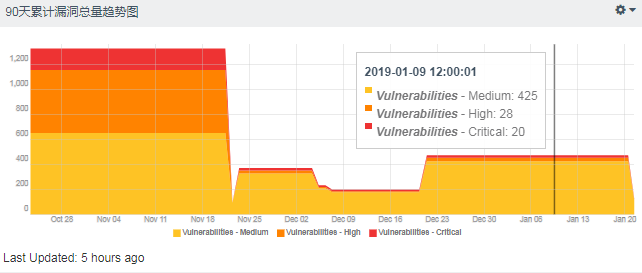 90天累计漏洞总量趋势图
1,200
1,000
800
600
400
200
0
2019-01-09 12:00:01
Vulnerabilities - Medium: 425
Vulnerabilities - High: 28
Vulnerabilities - Critical: 20
Oct 28 Nov 04 Nov 11 Nov 18 Nov 25 Dec 02 Dec 09 Dec 16 Dec 23 Dec 30 Jan 06 Jan 13 Jan 20
Vulnerabilities - Medium Vulnerabilities - High Vulnerabilities - Critical
Last Updated: 5 hours ago